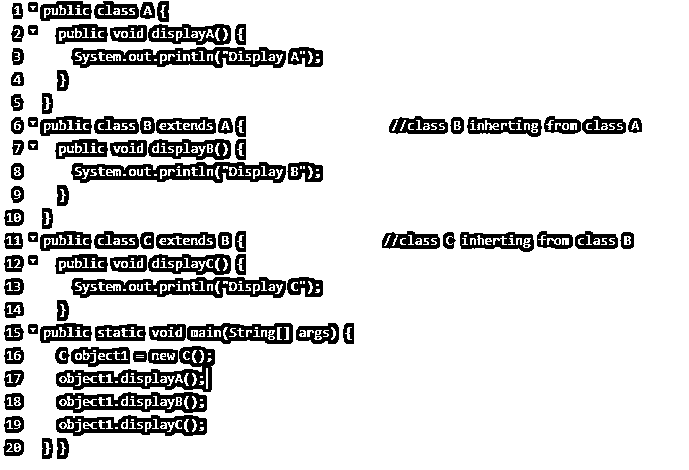 1 public class A {
2 public void displayA() {
3 System.out.println("Display A");
4 }
5 }
6 public class B extends A { //class B inherting from class A
7 public void displayB() {
8 System.out.println("Display B");
9 }
10 }
11 public class C extends B { //class C inherting from class B
12 public void displayC() {
13 System.out.println("Display C");
14 }
15 public static void main(String[] args) {
16 C object1 = new C();
17 object1.displayA();
18 object1.displayB();
19 object1.displayC();
20 } }